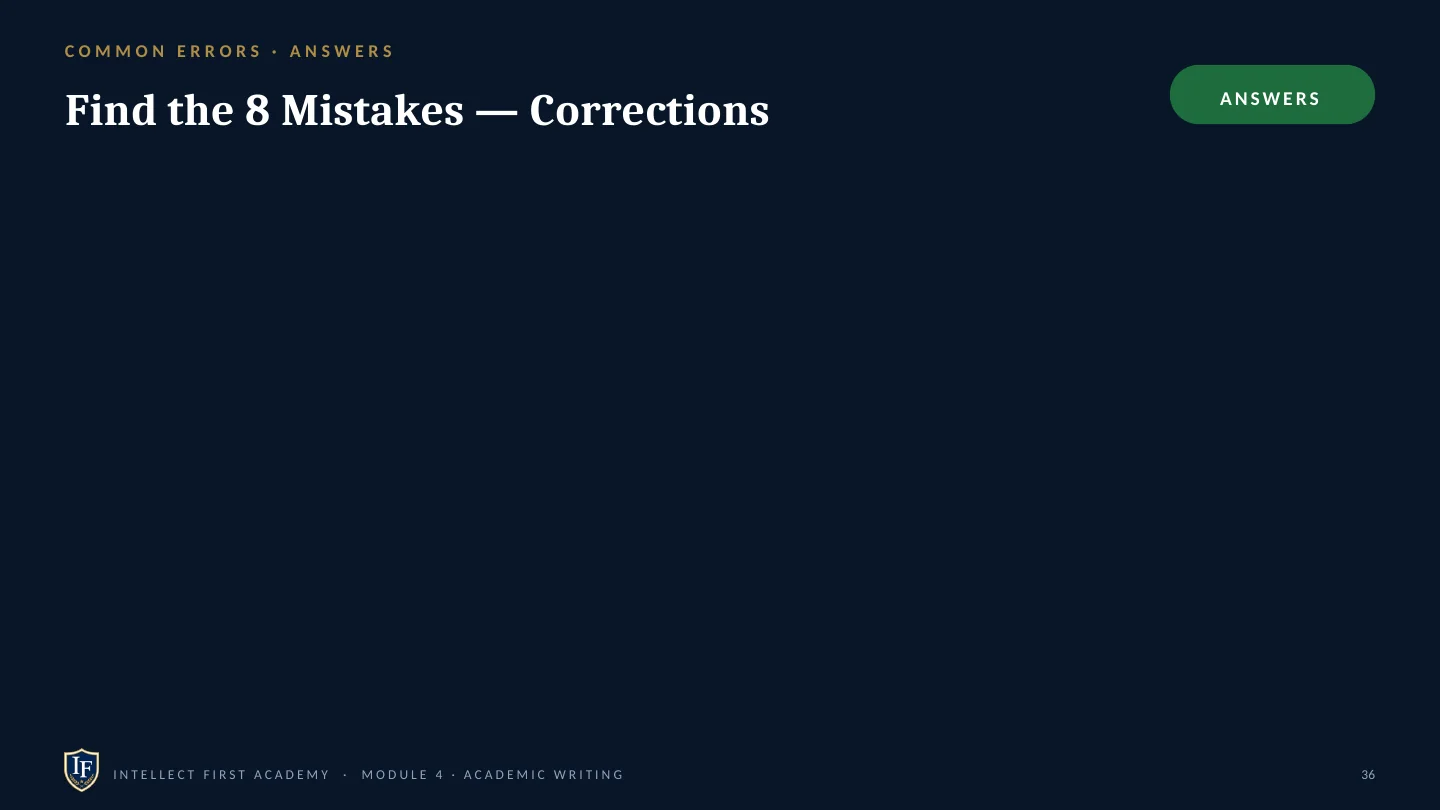 COMMON ERRORS · ANSWERS
Find the 8 Mistakes — Corrections
ANSWERS
IF
INTELLECT FIRST ACADEMY · MODULE 4 · ACADEMIC WRITING
36